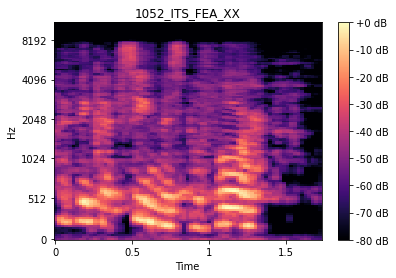 1052_ITS_FEA_XX
+0 dB
8192
-10 dB
4096
-20 dB
-30 dB
2048
-40 dB
Hz
1024
-50 dB
512
-60 dB
-70 dB
0
-80 dB
0
0.5
1
1.5
Time